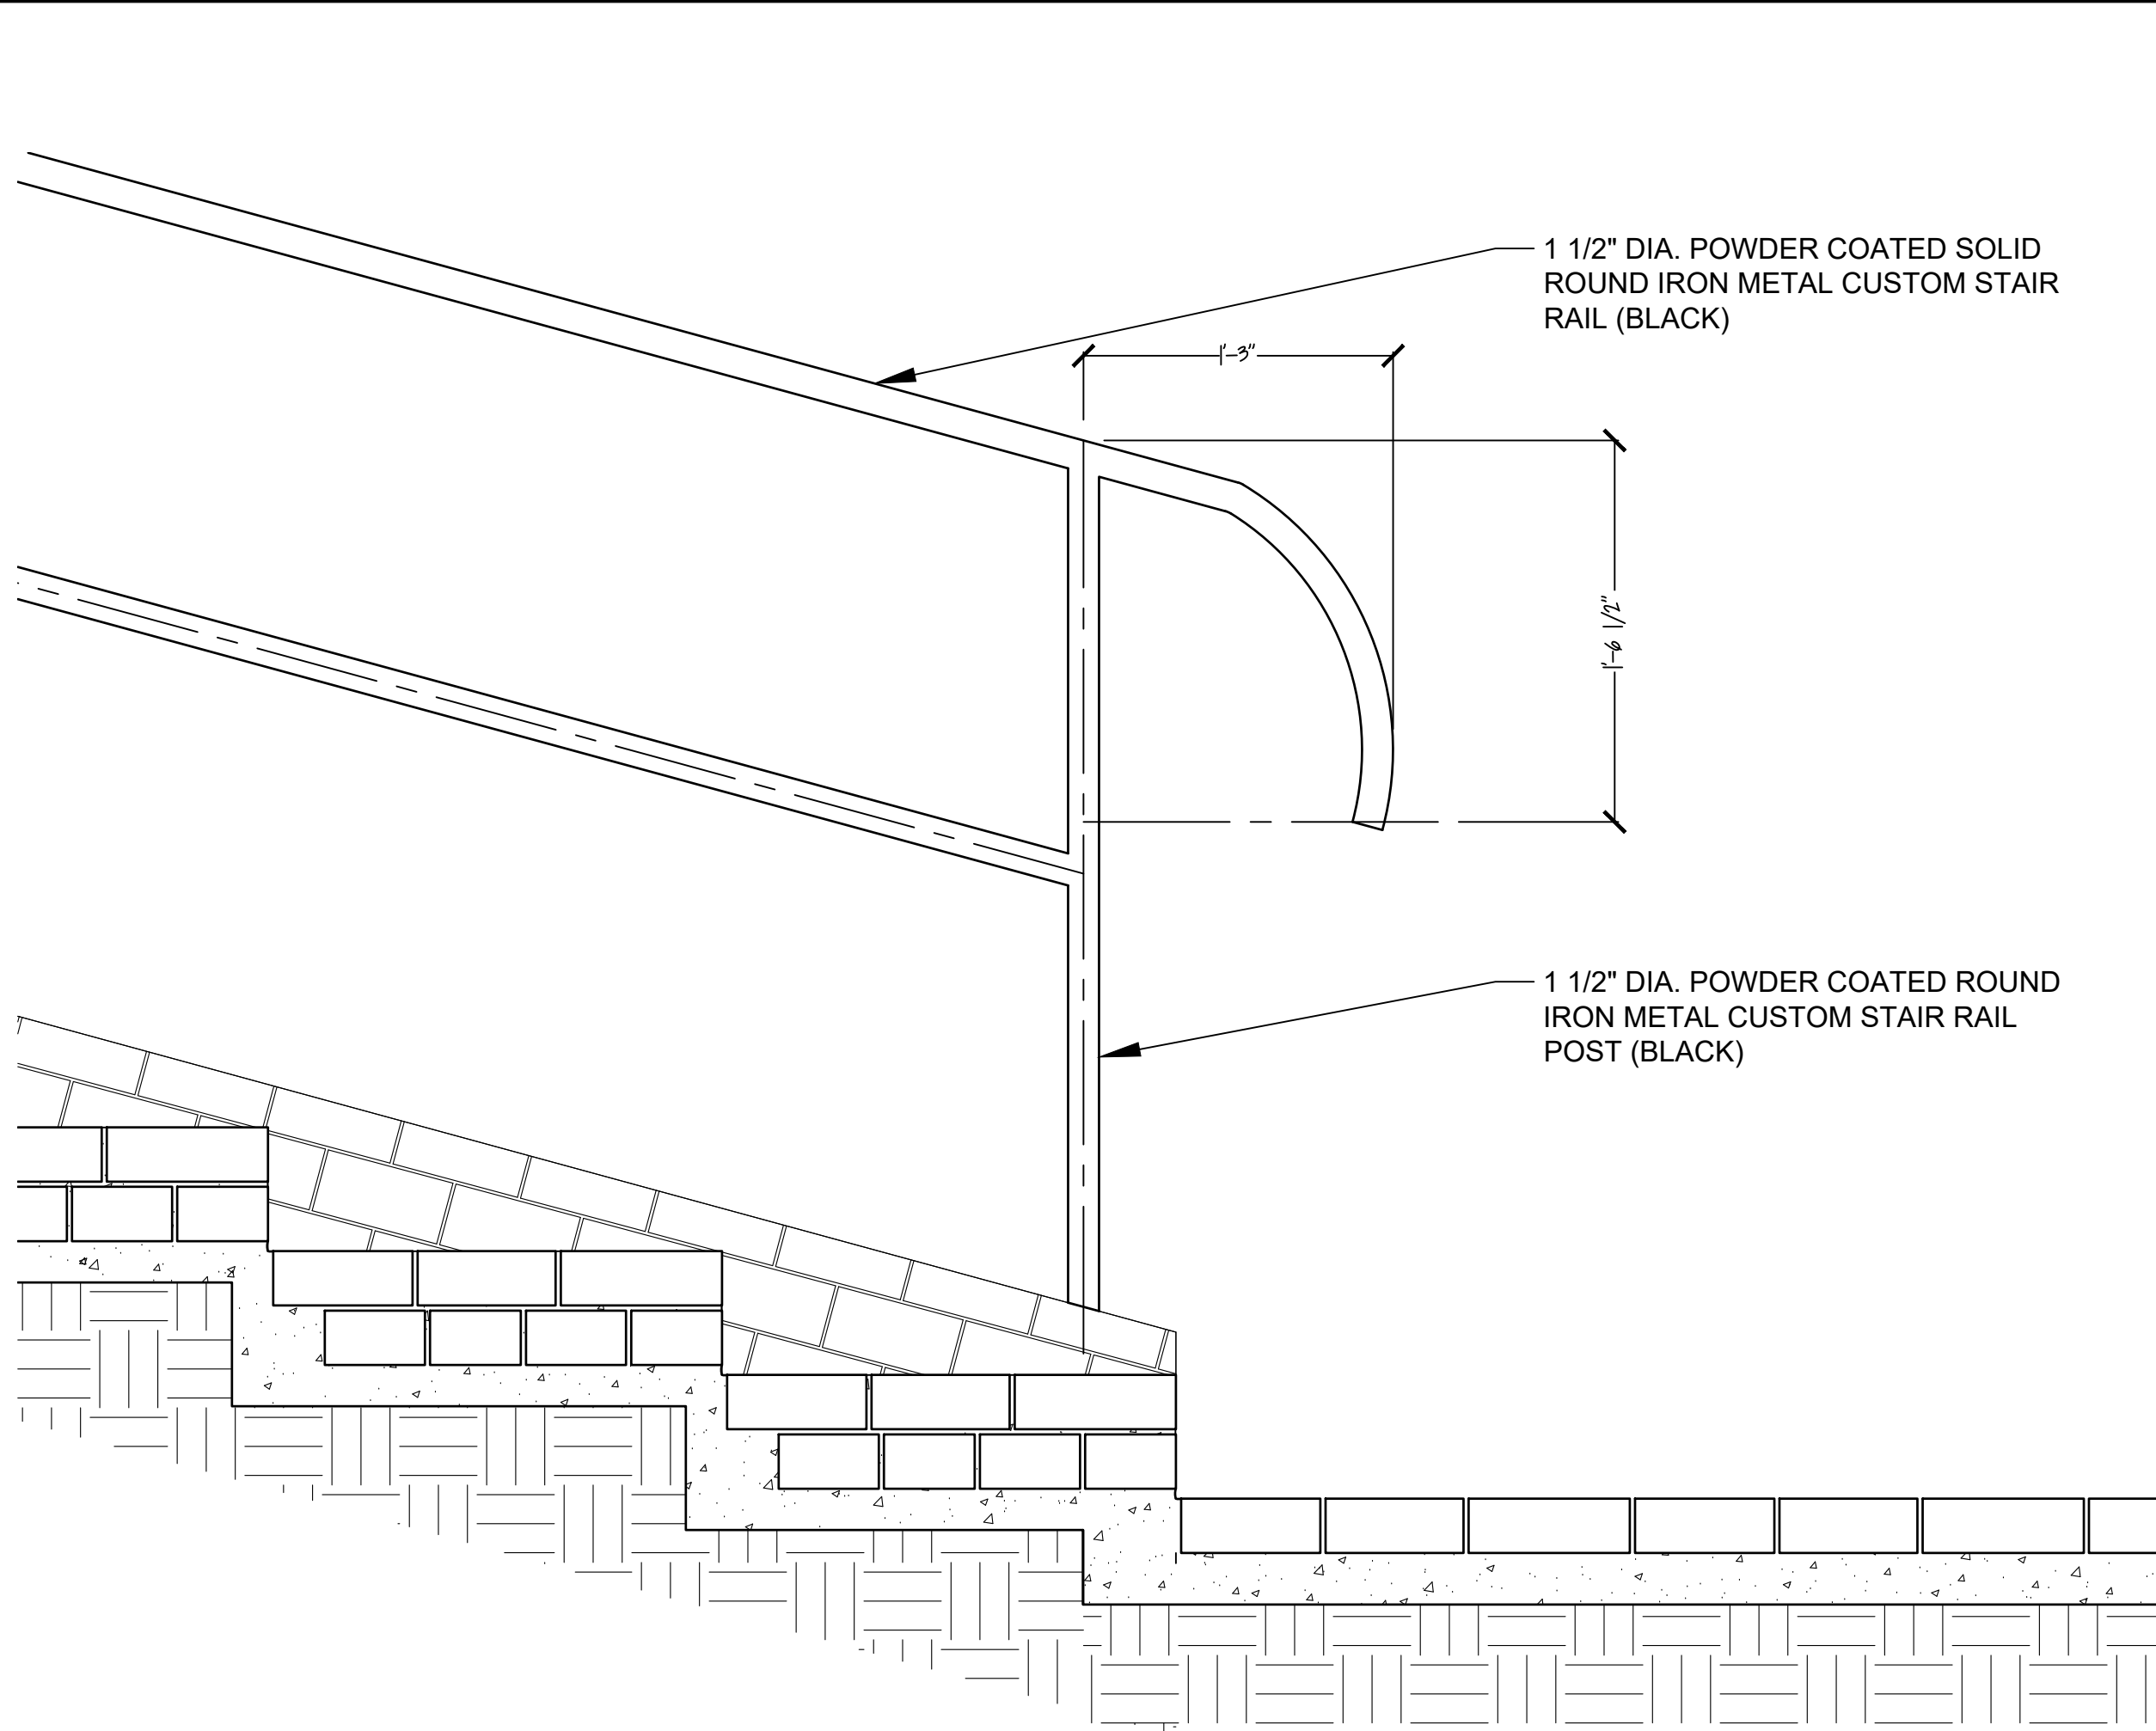 1 1/2" DIA. POWDER COATED SOLID
ROUND IRON METAL CUSTOM STAIR
RAIL (BLACK)
1'-3"
1'-6 1/2"
1 1/2" DIA. POWDER COATED ROUND
IRON METAL CUSTOM STAIR RAIL
POST (BLACK)